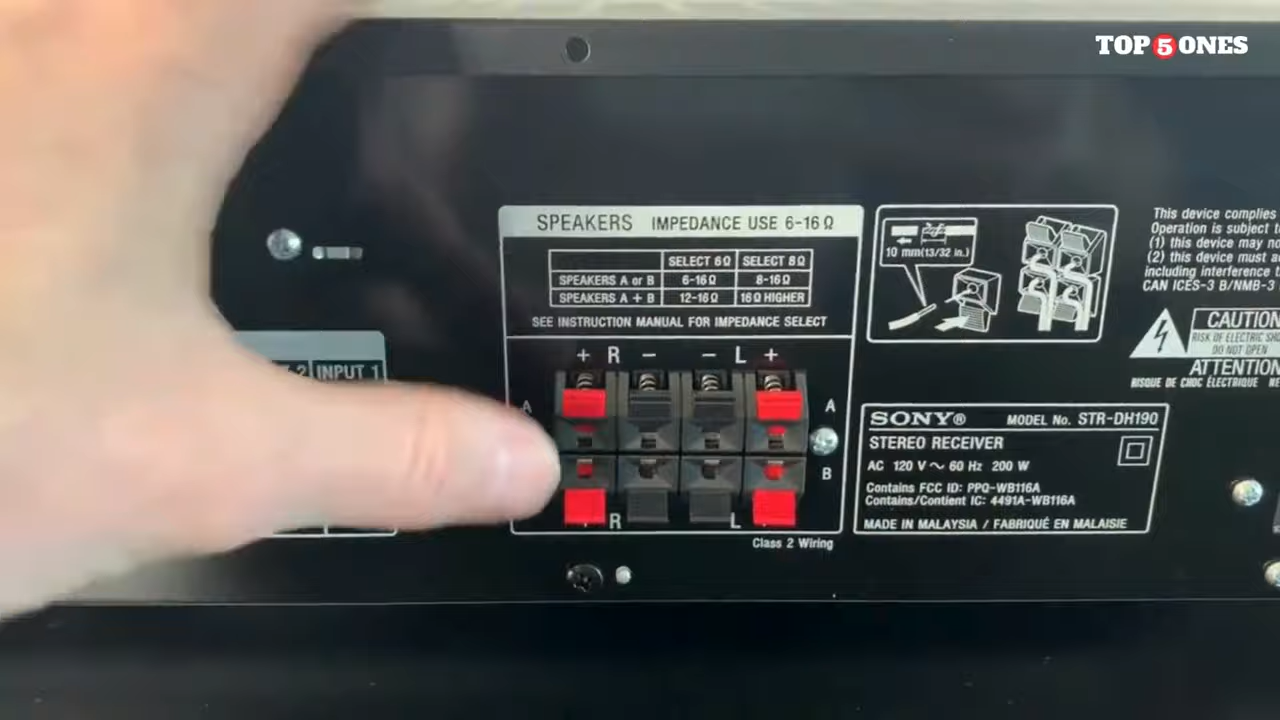 TOP 5 ONES
SPEAKERS IMPEDANCE USE 6-16 Ω
SELECT 6Ω SELECT 8Ω
SPEAKERS A or B 6-16Ω 8-16Ω
SPEAKERS A + B 12-16Ω 16Ω HIGHER
SEE INSTRUCTION MANUAL FOR IMPEDANCE SELECT
+ R − − L +
A A
B
R L +
Class 2 Wiring
2 INPUT 1
10 mm(13/32 in.)
This device complies
Operation is subject
(1) this device may
(2) this device must
including interference
CAN ICES-3 B/NMB-3
CAUTION
RISK OF ELECTRIC
DO NOT OPEN
ATTENTION
RISQUE DE CHOC ÉLECTRIQUE
SONY® MODEL No. STR-DH190
STEREO RECEIVER
AC 120 V ~ 60 Hz 200 W
Contains FCC ID: PPQ-WB116A
Contains/Contient IC: 4491A-WB116A
MADE IN MALAYSIA / FABRIQUÉ EN MALAISIE